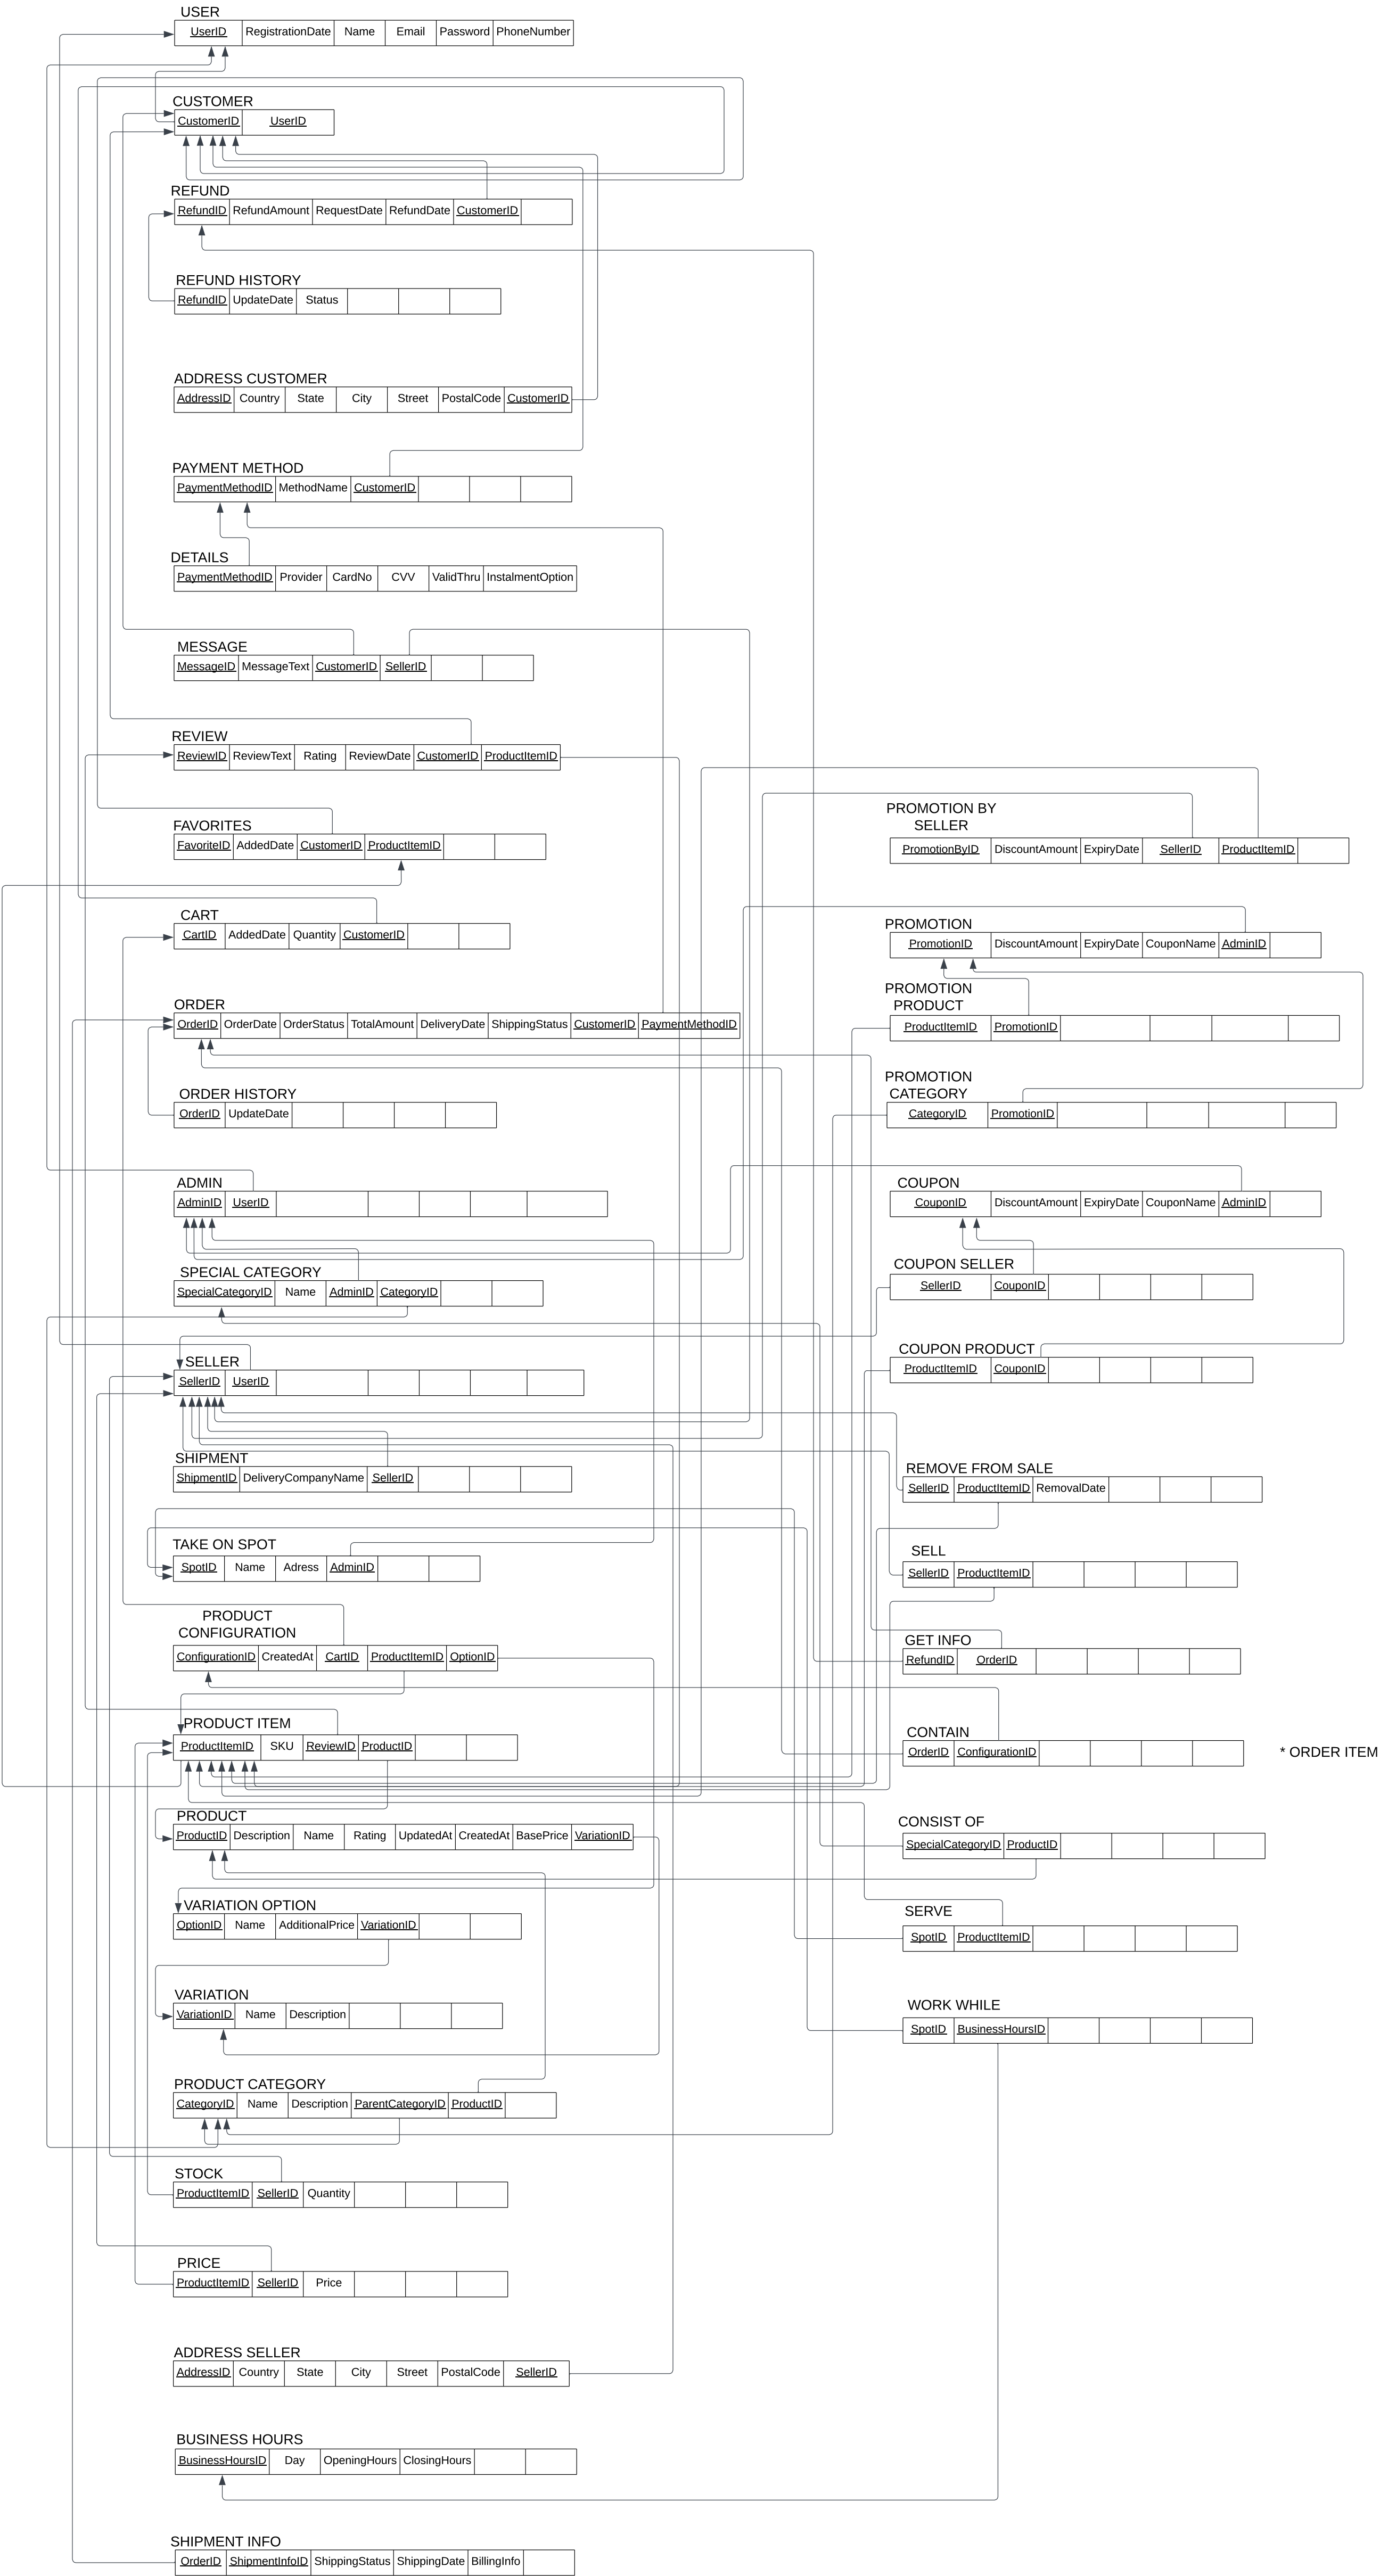 USER
UserID RegistrationDate Name Email Password PhoneNumber
CUSTOMER
CustomerID UserID
REFUND
RefundID RefundAmount RequestDate RefundDate CustomerID
REFUND HISTORY
RefundID UpdateDate Status
ADDRESS CUSTOMER
AddressID Country State City Street PostalCode CustomerID
PAYMENT METHOD
PaymentMethodID MethodName CustomerID
DETAILS
PaymentMethodID Provider CardNo CVV ValidThru InstalmentOption
MESSAGE
MessageID MessageText CustomerID SellerID
REVIEW
ReviewID ReviewText Rating ReviewDate CustomerID ProductItemID
FAVORITES
FavoriteID AddedDate CustomerID ProductItemID
CART
CartID AddedDate Quantity CustomerID
ORDER
OrderID OrderDate OrderStatus TotalAmount DeliveryDate ShippingStatus CustomerID PaymentMethodID
ORDER HISTORY
OrderID UpdateDate
ADMIN
AdminID UserID
SPECIAL CATEGORY
SpecialCategoryID Name AdminID CategoryID
SELLER
SellerID UserID
SHIPMENT
ShipmentID DeliveryCompanyName SellerID
TAKE ON SPOT
SpotID Name Adress AdminID
PRODUCT
CONFIGURATION
ConfigurationID CreatedAt CartID ProductItemID OptionID
PRODUCT ITEM
ProductItemID SKU ReviewID ProductID
PRODUCT
ProductID Description Name Rating UpdatedAt CreatedAt BasePrice VariationID
VARIATION OPTION
OptionID Name AdditionalPrice VariationID
VARIATION
VariationID Name Description
PRODUCT CATEGORY
CategoryID Name Description ParentCategoryID ProductID
STOCK
ProductItemID SellerID Quantity
PRICE
ProductItemID SellerID Price
ADDRESS SELLER
AddressID Country State City Street PostalCode SellerID
BUSINESS HOURS
BusinessHoursID Day OpeningHours ClosingHours
SHIPMENT INFO
OrderID ShipmentInfoID ShippingStatus ShippingDate BillingInfo
PROMOTION BY
SELLER
PromotionByID DiscountAmount ExpiryDate SellerID ProductItemID
PROMOTION
PromotionID DiscountAmount ExpiryDate CouponName AdminID
PROMOTION
PRODUCT
ProductItemID PromotionID
PROMOTION
CATEGORY
CategoryID PromotionID
COUPON
CouponID DiscountAmount ExpiryDate CouponName AdminID
COUPON SELLER
SellerID CouponID
COUPON PRODUCT
ProductItemID CouponID
REMOVE FROM SALE
SellerID ProductItemID RemovalDate
SELL
SellerID ProductItemID
GET INFO
RefundID OrderID
CONTAIN
OrderID ConfigurationID
* ORDER ITEM
CONSIST OF
SpecialCategoryID ProductID
SERVE
SpotID ProductItemID
WORK WHILE
SpotID BusinessHoursID